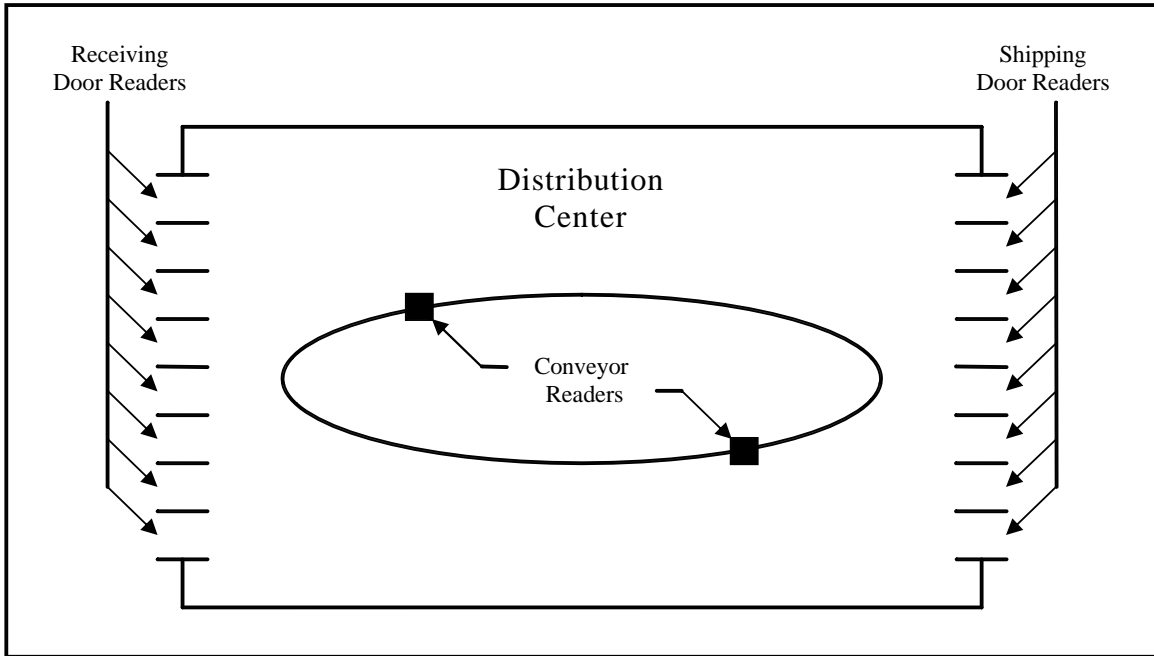 Receiving
Door Readers
Shipping
Door Readers
Distribution
Center
Conveyor
Readers